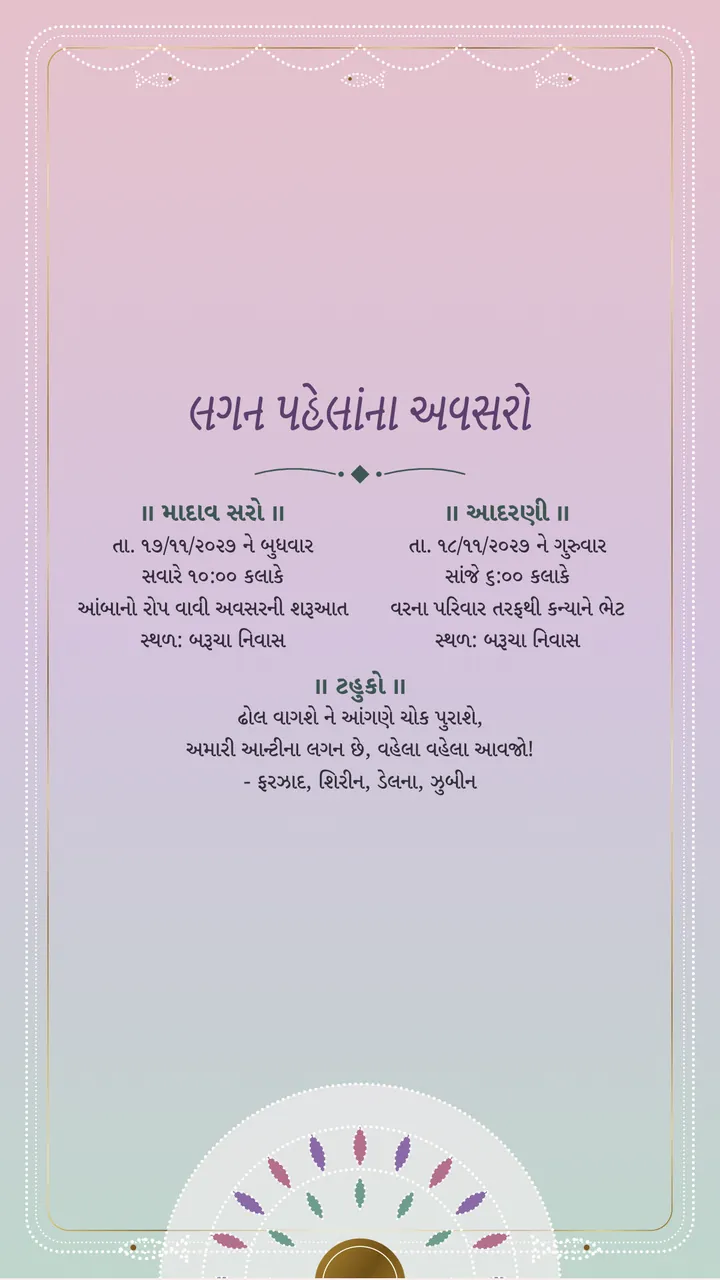 લગન પહેલાંના અવસરો
॥ માદાવ સરો ॥
તા. ૧૭/૧૧/૨૦૨૭ ને બુધવાર
સવારે ૧૦:૦૦ કલાકે
આંબાનો રોપ વાવી અવસરની શરૂઆત
સ્થળ: બરૂચા નિવાસ
॥ આદરણી ॥
તા. ૧૮/૧૧/૨૦૨૭ ને ગુરુવાર
સાંજે ૬:૦૦ કલાકે
વરના પરિવાર તરફથી કન્યાને ભેટ
સ્થળ: બરૂચા નિવાસ
॥ ટહુકો ॥
ઢોલ વાગશે ને આંગણે ચોક પુરાશે,
અમારી આન્ટીના લગન છે, વહેલા વહેલા આવજો!
- ફરઝાદ, શિરીન, ડેલના, ઝુબીન